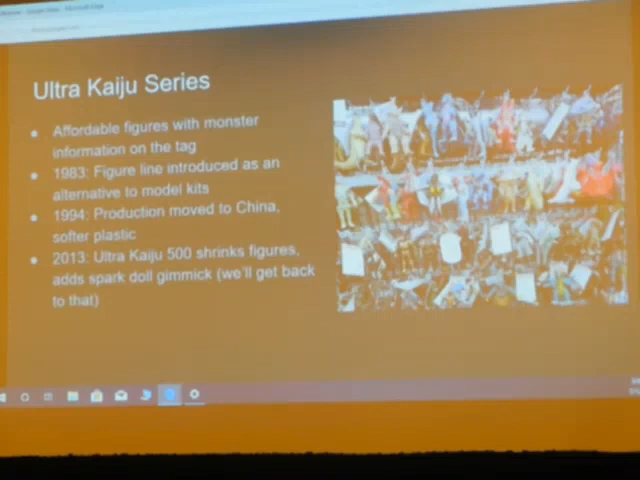 Ultra Kaiju Series
Affordable figures with monster
information on the tag
1983: Figure line introduced as an
alternative to model kits
1994: Production moved to China,
softer plastic
2013: Ultra Kaiju 500 shrinks figures,
adds spark doll gimmick (we'll get back
to that)